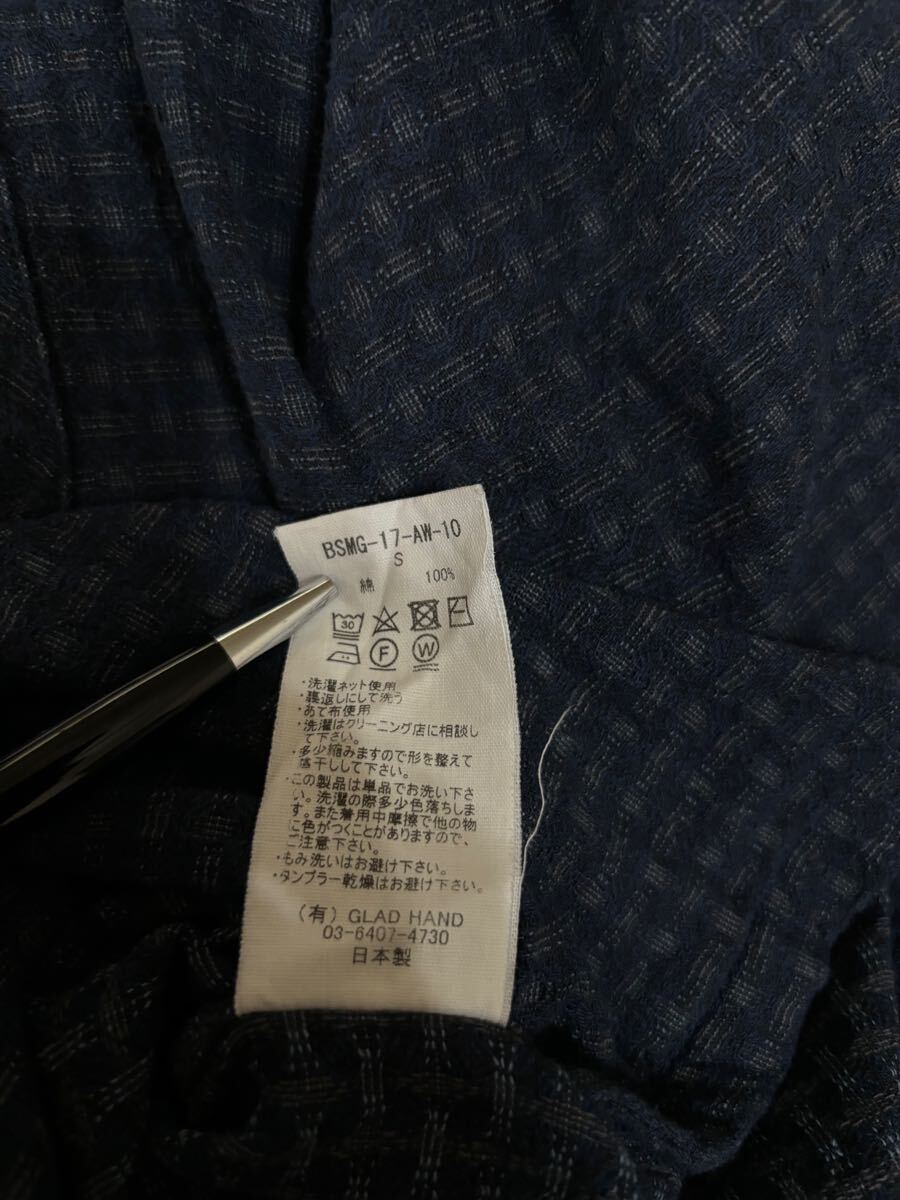 BSMG-17-AW-10
S
綿 100%
30
F W
・洗濯ネット使用
・裏返しにして洗う
・あて布使用
・洗濯はクリーニング店に相談し
て下さい。
・多少縮みますので形を整えて
落干しして下さい。
・この製品は単品でお洗い下さ
い。洗濯の際多少色落ちしま
す。また着用中摩擦で他の物
に色がつくことがありますので、
ご注意下さい。
・もみ洗いはお避け下さい。
・タンブラー乾燥はお避け下さい。
(有) GLAD HAND
03-6407-4730
日本製